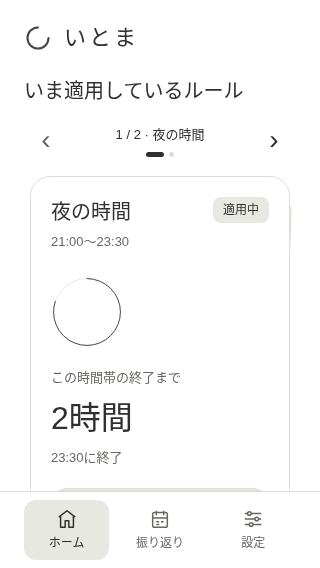 いとま
いま適用しているルール
‹ 1 / 2 · 夜の時間 ›
夜の時間 適用中
21:00〜23:30
この時間帯の終了まで
2時間
23:30に終了
ホーム 振り返り 設定